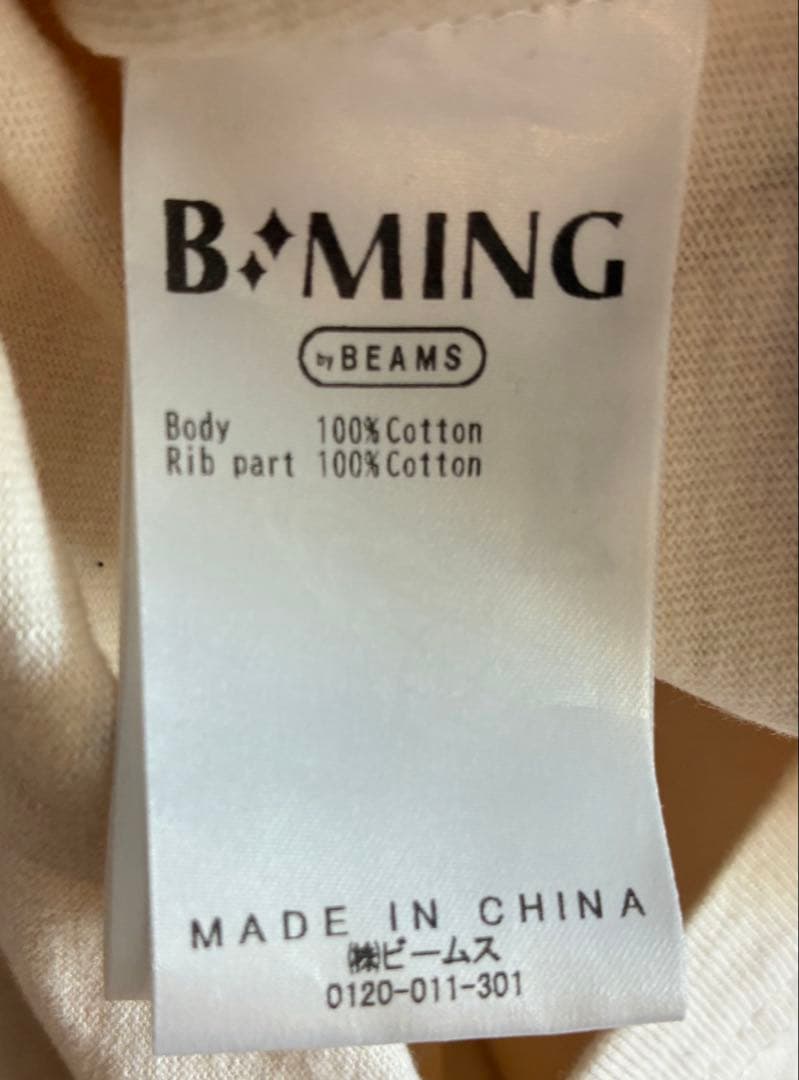 B MING
by BEAMS
Body 100%Cotton
Rib part 100%Cotton
MADE IN CHINA
㈱ビームス
0120-011-301